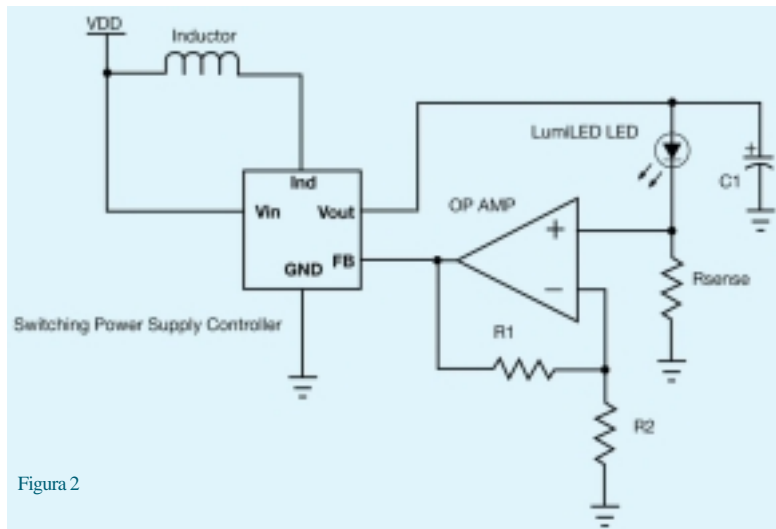 VDD
Inductor
LumiLED LED
Ind
Vin
Vout
OP AMP
+
+
C1
GND
FB
−
Rsense
Switching Power Supply Controller
R1
R2
Figura 2